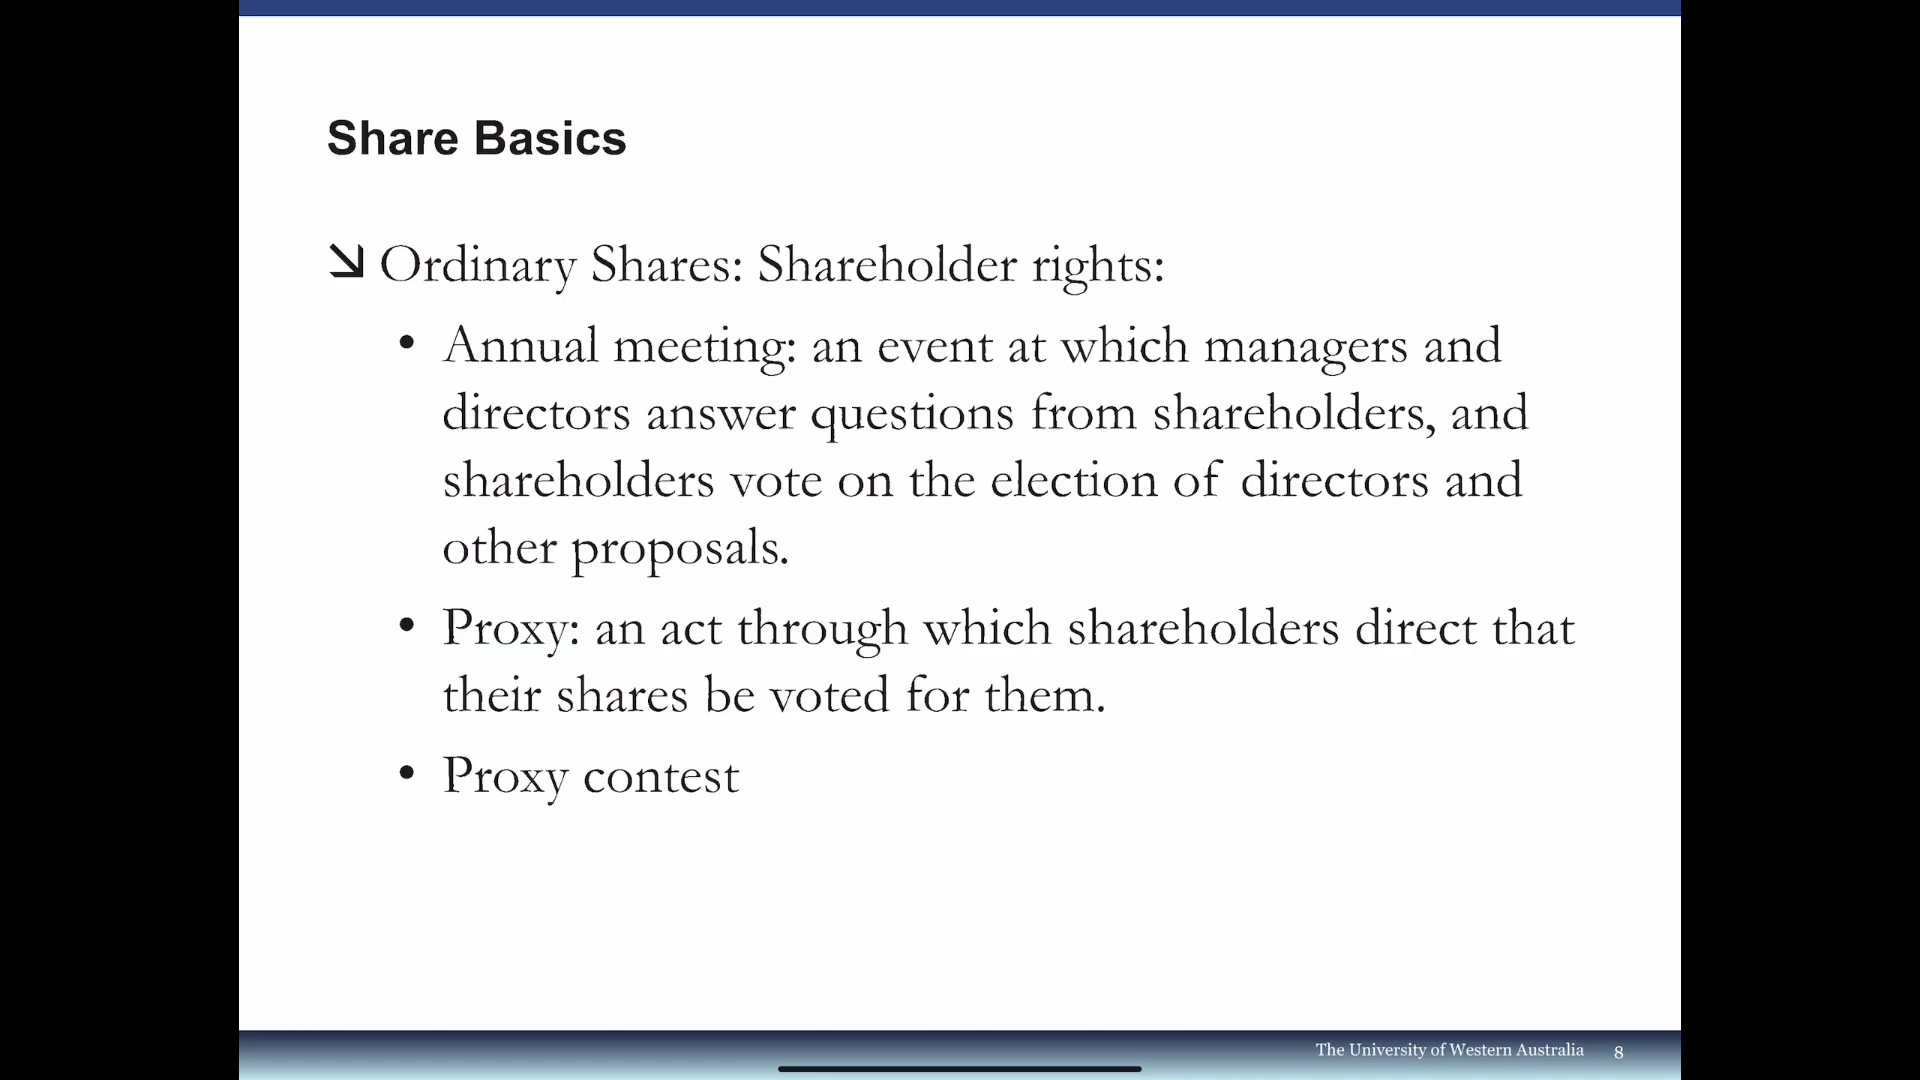 Share Basics
Ordinary Shares: Shareholder rights:
• Annual meeting: an event at which managers and
directors answer questions from shareholders, and
shareholders vote on the election of directors and
other proposals.
• Proxy: an act through which shareholders direct that
their shares be voted for them.
• Proxy contest
The University of Western Australia 8